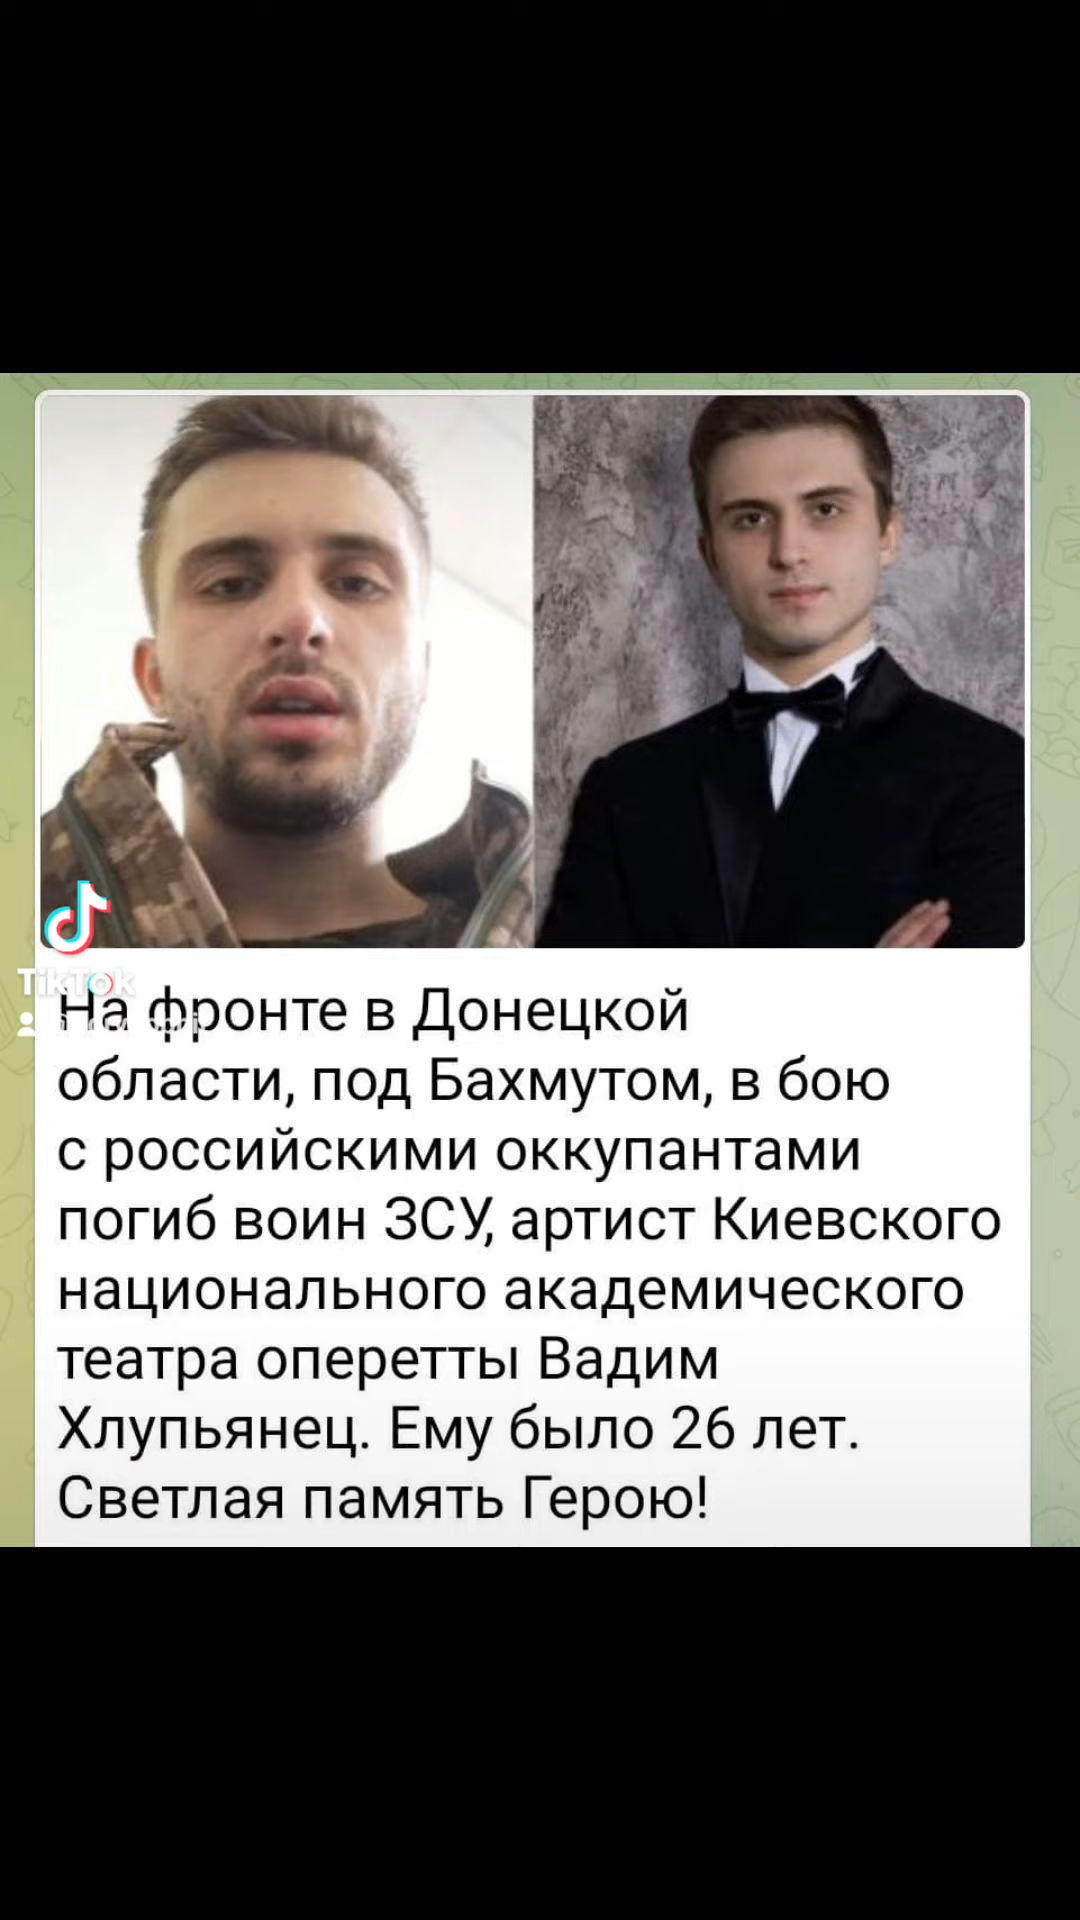 TikTok
На фронте в Донецкой
области, под Бахмутом, в бою
с российскими оккупантами
погиб воин ЗСУ, артист Киевского
национального академического
театра оперетты Вадим
Хлупьянец. Ему было 26 лет.
Светлая память Герою!